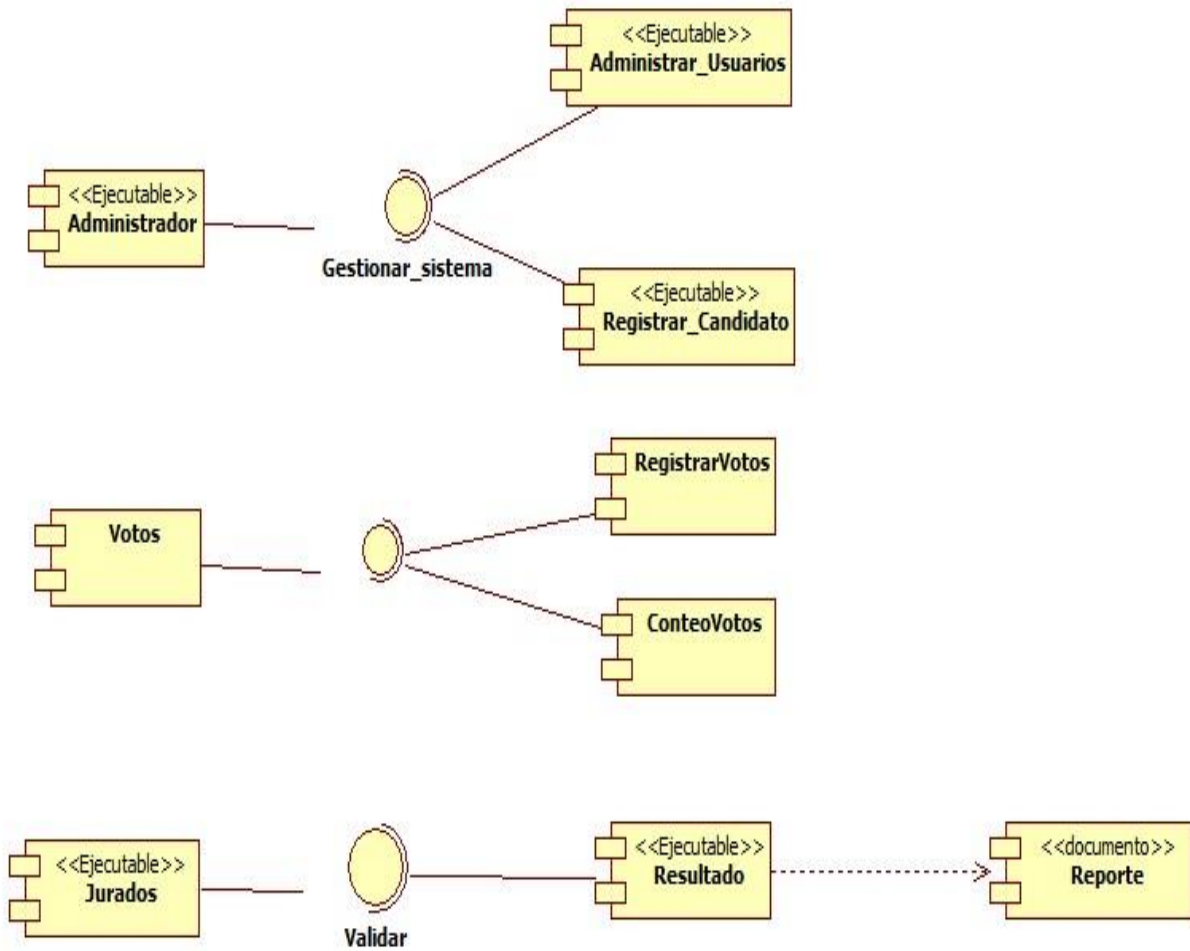 <<Ejecutable>>
Administrar_Usuarios
<<Ejecutable>>
Administrador
Gestionar_sistema
<<Ejecutable>>
Registrar_Candidato
RegistrarVotos
Votos
ConteoVotos
<<Ejecutable>>
Jurados
Validar
<<Ejecutable>>
Resultado
<<documento>>
Reporte